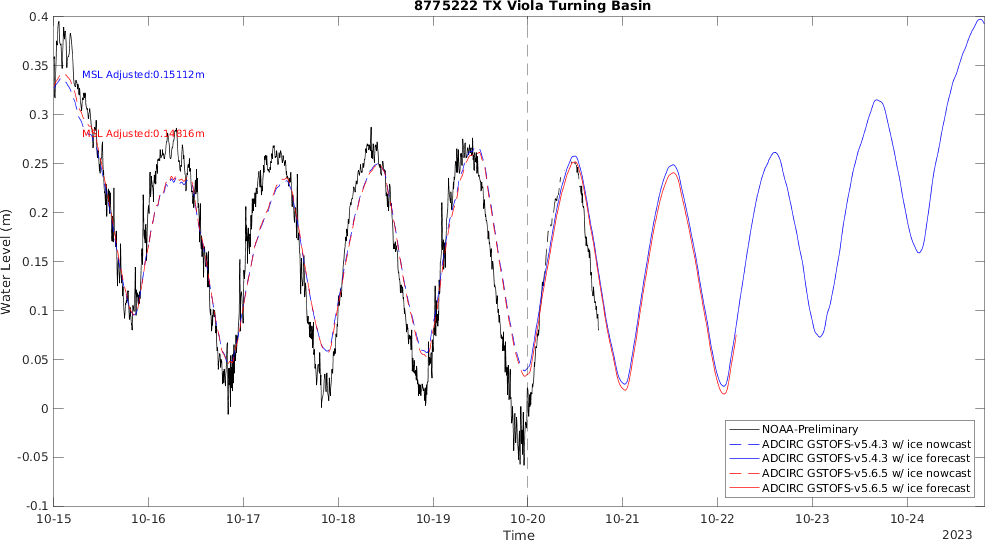 8775222 TX Viola Turning Basin
Water Level (m)
0.4
0.35
0.3
0.25
0.2
0.15
0.1
0.05
0
-0.05
-0.1
MSL Adjusted:0.15112m
MSL Adjusted:0.14816m
NOAA-Preliminary
ADCIRC GSTOFS-v5.4.3 w/ ice nowcast
ADCIRC GSTOFS-v5.4.3 w/ ice forecast
ADCIRC GSTOFS-v5.6.5 w/ ice nowcast
ADCIRC GSTOFS-v5.6.5 w/ ice forecast
10-15 10-16 10-17 10-18 10-19 10-20 10-21 10-22 10-23 10-24
Time
2023